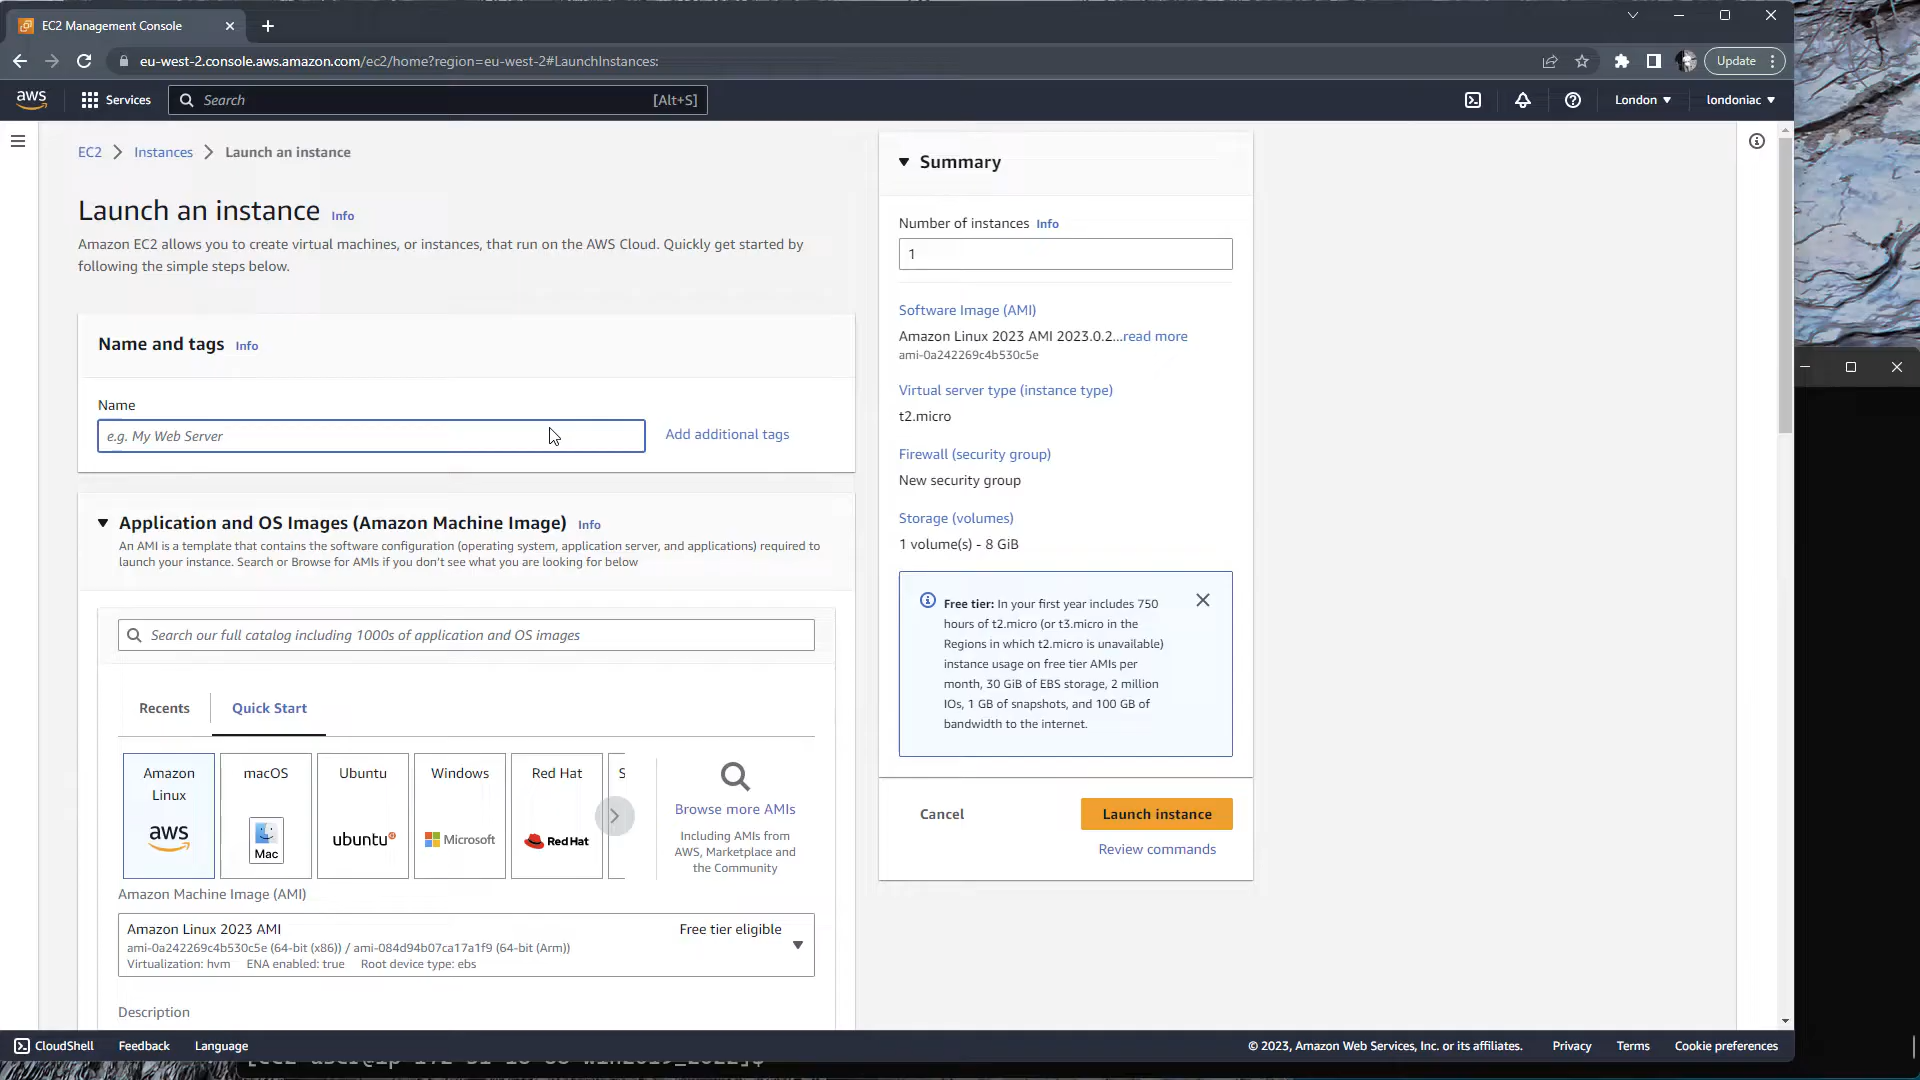 EC2 Management Console
eu-west-2.console.aws.amazon.com/ec2/home?region=eu-west-2#LaunchInstances:
Update
aws
Services
Search
[Alt+S]
London
londoniac
EC2
Instances
Launch an instance
Launch an instance
Info
Amazon EC2 allows you to create virtual machines, or instances, that run on the AWS Cloud. Quickly get started by
following the simple steps below.
Name and tags
Info
Name
e.g. My Web Server
Add additional tags
Application and OS Images (Amazon Machine Image)
Info
An AMI is a template that contains the software configuration (operating system, application server, and applications) required to
launch your instance. Search or Browse for AMIs if you don't see what you are looking for below
Search our full catalog including 1000s of application and OS images
Recents
Quick Start
Amazon
Linux
aws
macOS
Mac
Ubuntu
ubuntu
Windows
Microsoft
Red Hat
Red Hat
S
Browse more AMIs
Including AMIs from
AWS, Marketplace and
the Community
Amazon Machine Image (AMI)
Amazon Linux 2023 AMI
Free tier eligible
ami-0a242269c4b530c5e (64-bit (x86)) / ami-084d94b07ca17a1f9 (64-bit (Arm))
Virtualization: hvm
ENA enabled: true
Root device type: ebs
Description
Summary
Number of instances
Info
1
Software Image (AMI)
Amazon Linux 2023 AMI 2023.0.2...read more
ami-0a242269c4b530c5e
Virtual server type (instance type)
t2.micro
Firewall (security group)
New security group
Storage (volumes)
1 volume(s) - 8 GiB
Free tier: In your first year includes 750
hours of t2.micro (or t3.micro in the
Regions in which t2.micro is unavailable)
instance usage on free tier AMIs per
month, 30 GiB of EBS storage, 2 million
IOs, 1 GB of snapshots, and 100 GB of
bandwidth to the internet.
Cancel
Launch instance
Review commands
CloudShell
Feedback
Language
© 2023, Amazon Web Services, Inc. or its affiliates.
Privacy
Terms
Cookie preferences